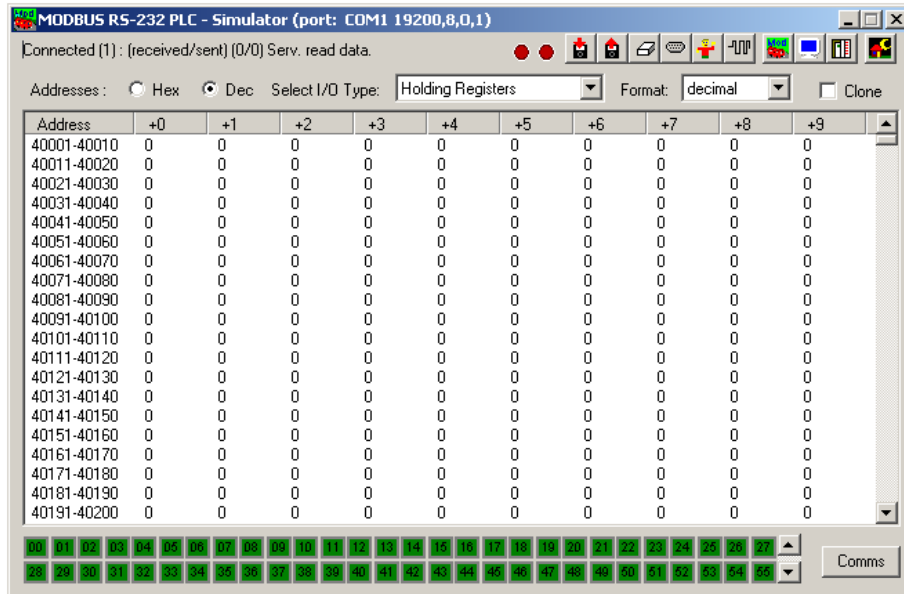 MODBUS RS-232 PLC - Simulator (port: COM1 19200,8,0,1)
Connected (1) : (received/sent) (0/0) Serv. read data.
Addresses : Hex Dec Select I/O Type: Holding Registers Format: decimal Clone
Address +0 +1 +2 +3 +4 +5 +6 +7 +8 +9
40001-40010 0 0 0 0 0 0 0 0 0 0
40011-40020 0 0 0 0 0 0 0 0 0 0
40021-40030 0 0 0 0 0 0 0 0 0 0
40031-40040 0 0 0 0 0 0 0 0 0 0
40041-40050 0 0 0 0 0 0 0 0 0 0
40051-40060 0 0 0 0 0 0 0 0 0 0
40061-40070 0 0 0 0 0 0 0 0 0 0
40071-40080 0 0 0 0 0 0 0 0 0 0
40081-40090 0 0 0 0 0 0 0 0 0 0
40091-40100 0 0 0 0 0 0 0 0 0 0
40101-40110 0 0 0 0 0 0 0 0 0 0
40111-40120 0 0 0 0 0 0 0 0 0 0
40121-40130 0 0 0 0 0 0 0 0 0 0
40131-40140 0 0 0 0 0 0 0 0 0 0
40141-40150 0 0 0 0 0 0 0 0 0 0
40151-40160 0 0 0 0 0 0 0 0 0 0
40161-40170 0 0 0 0 0 0 0 0 0 0
40171-40180 0 0 0 0 0 0 0 0 0 0
40181-40190 0 0 0 0 0 0 0 0 0 0
40191-40200 0 0 0 0 0 0 0 0 0 0
00 01 02 03 04 05 06 07 08 09 10 11 12 13 14 15 16 17 18 19 20 21 22 23 24 25 26 27
28 29 30 31 32 33 34 35 36 37 38 39 40 41 42 43 44 45 46 47 48 49 50 51 52 53 54 55
Comms